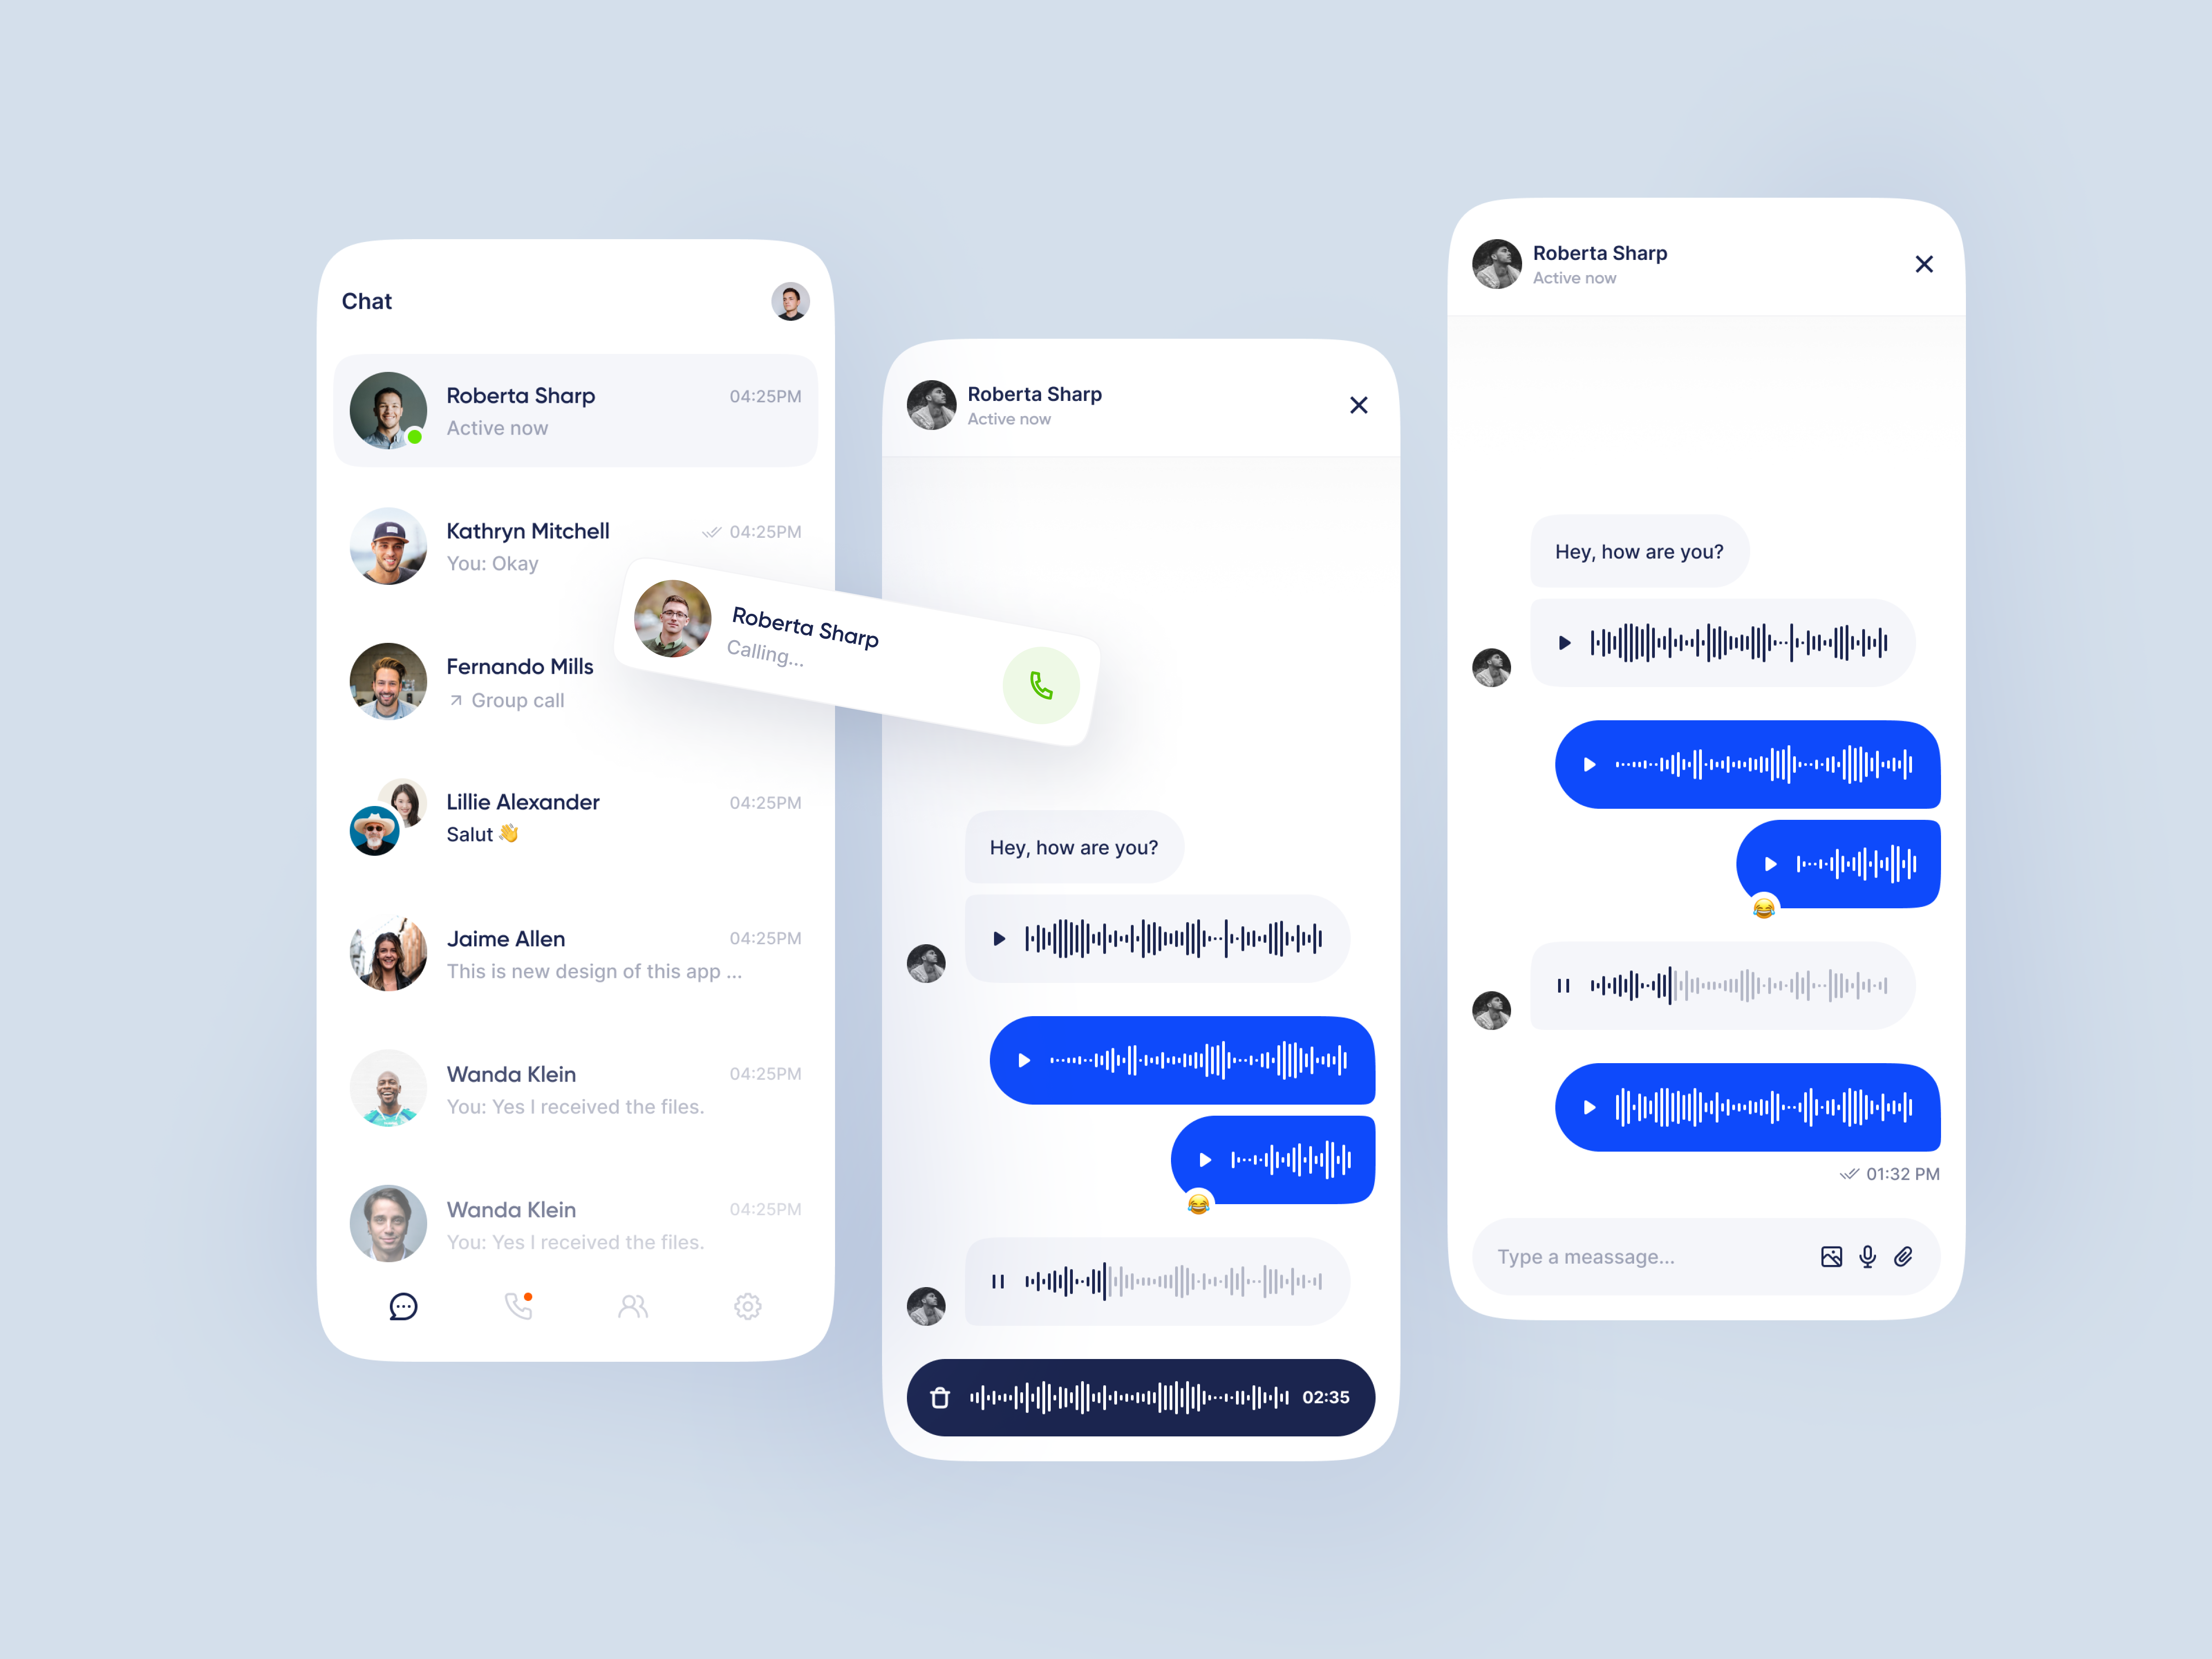 Chat
Roberta Sharp 04:25PM
Active now
Kathryn Mitchell 04:25PM
You: Okay
Fernando Mills
Group call
Lillie Alexander 04:25PM
Salut 👋
Jaime Allen 04:25PM
This is new design of this app ...
Wanda Klein 04:25PM
You: Yes I received the files.
Wanda Klein 04:25PM
You: Yes I received the files.
Roberta Sharp
Calling...
Roberta Sharp
Active now
Hey, how are you?
02:35
Roberta Sharp
Active now
Hey, how are you?
01:32 PM
Type a meassage...